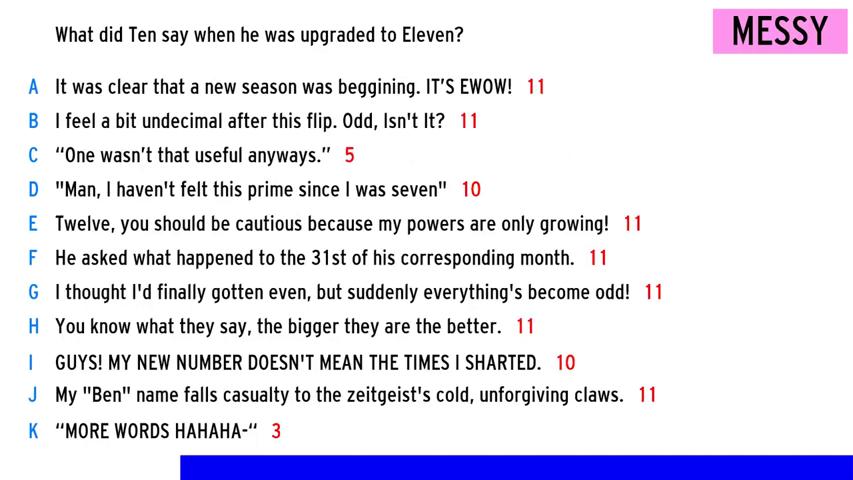 What did Ten say when he was upgraded to Eleven?
MESSY
A It was clear that a new season was beggining. IT’S EWOW! 11
B I feel a bit undecimal after this flip. Odd, Isn't It? 11
C “One wasn’t that useful anyways.” 5
D "Man, I haven't felt this prime since I was seven" 10
E Twelve, you should be cautious because my powers are only growing! 11
F He asked what happened to the 31st of his corresponding month. 11
G I thought I'd finally gotten even, but suddenly everything's become odd! 11
H You know what they say, the bigger they are the better. 11
I GUYS! MY NEW NUMBER DOESN'T MEAN THE TIMES I SHARTED. 10
J My "Ben" name falls casualty to the zeitgeist's cold, unforgiving claws. 11
K “MORE WORDS HAHAHA-“ 3